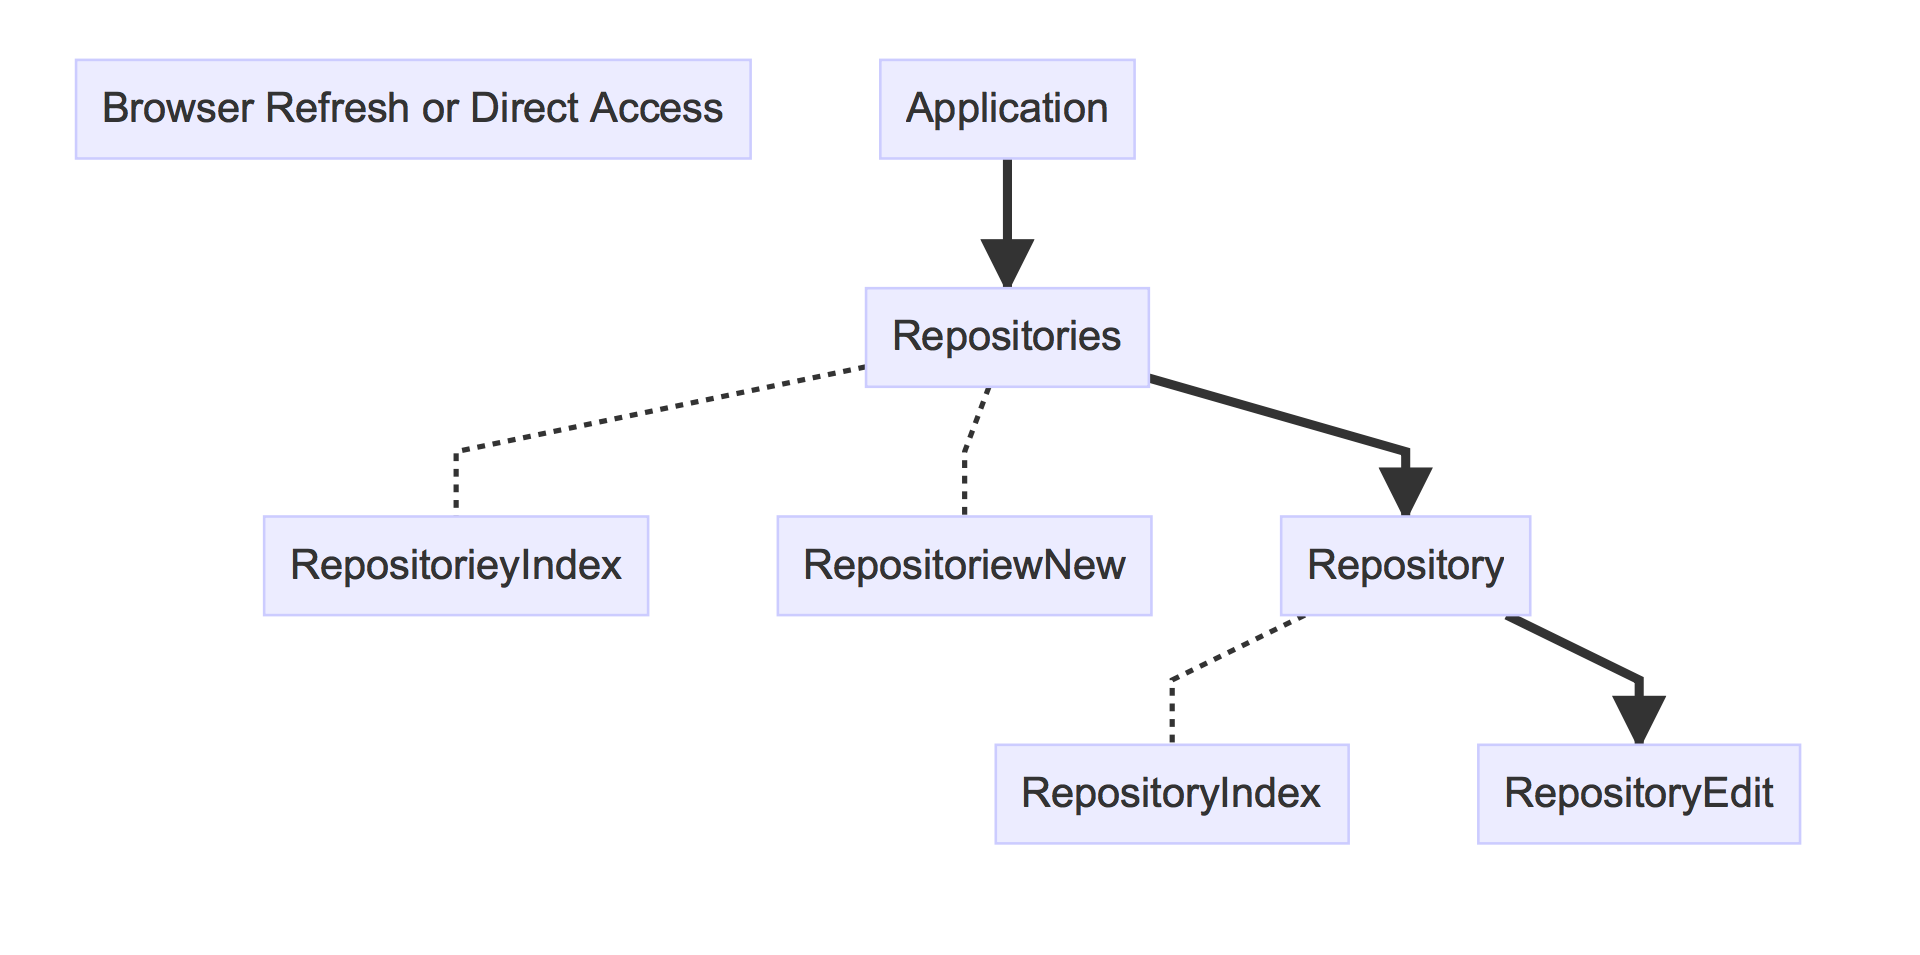 Browser Refresh or Direct Access
Application
Repositories
RepositorieyIndex
RepositoriewNew
Repository
RepositoryIndex
RepositoryEdit